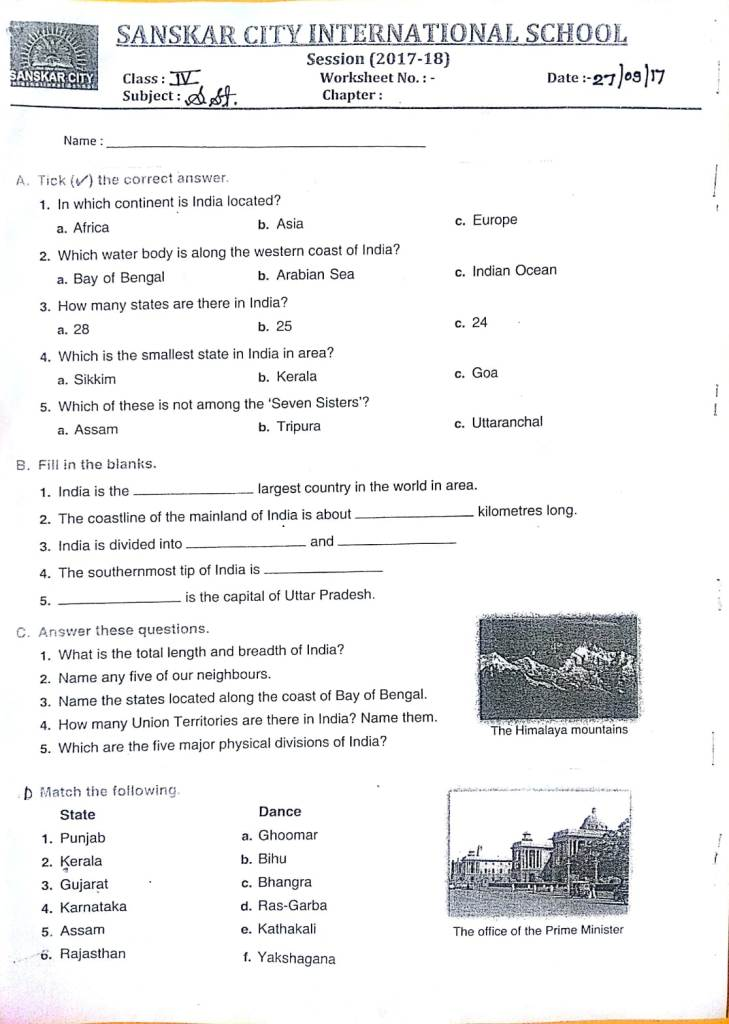 SANSKAR CITY INTERNATIONAL SCHOOL
SANSKAR CITY
International School
Session (2017-18)
Class : IV Worksheet No. : - Date :-27/09/17
Subject : S.St. Chapter :
Name :
A. Tick (✓) the correct answer.
1. In which continent is India located?
a. Africa b. Asia c. Europe
2. Which water body is along the western coast of India?
a. Bay of Bengal b. Arabian Sea c. Indian Ocean
3. How many states are there in India?
a. 28 b. 25 c. 24
4. Which is the smallest state in India in area?
a. Sikkim b. Kerala c. Goa
5. Which of these is not among the ‘Seven Sisters’?
a. Assam b. Tripura c. Uttaranchal
B. Fill in the blanks.
1. India is the ____________ largest country in the world in area.
2. The coastline of the mainland of India is about ____________ kilometres long.
3. India is divided into ____________ and ____________
4. The southernmost tip of India is ____________
5. ____________ is the capital of Uttar Pradesh.
C. Answer these questions.
1. What is the total length and breadth of India?
2. Name any five of our neighbours.
3. Name the states located along the coast of Bay of Bengal.
4. How many Union Territories are there in India? Name them.
5. Which are the five major physical divisions of India?
The Himalaya mountains
D Match the following.
State Dance
1. Punjab a. Ghoomar
2. Kerala b. Bihu
3. Gujarat c. Bhangra
4. Karnataka d. Ras-Garba
5. Assam e. Kathakali
6. Rajasthan f. Yakshagana
The office of the Prime Minister